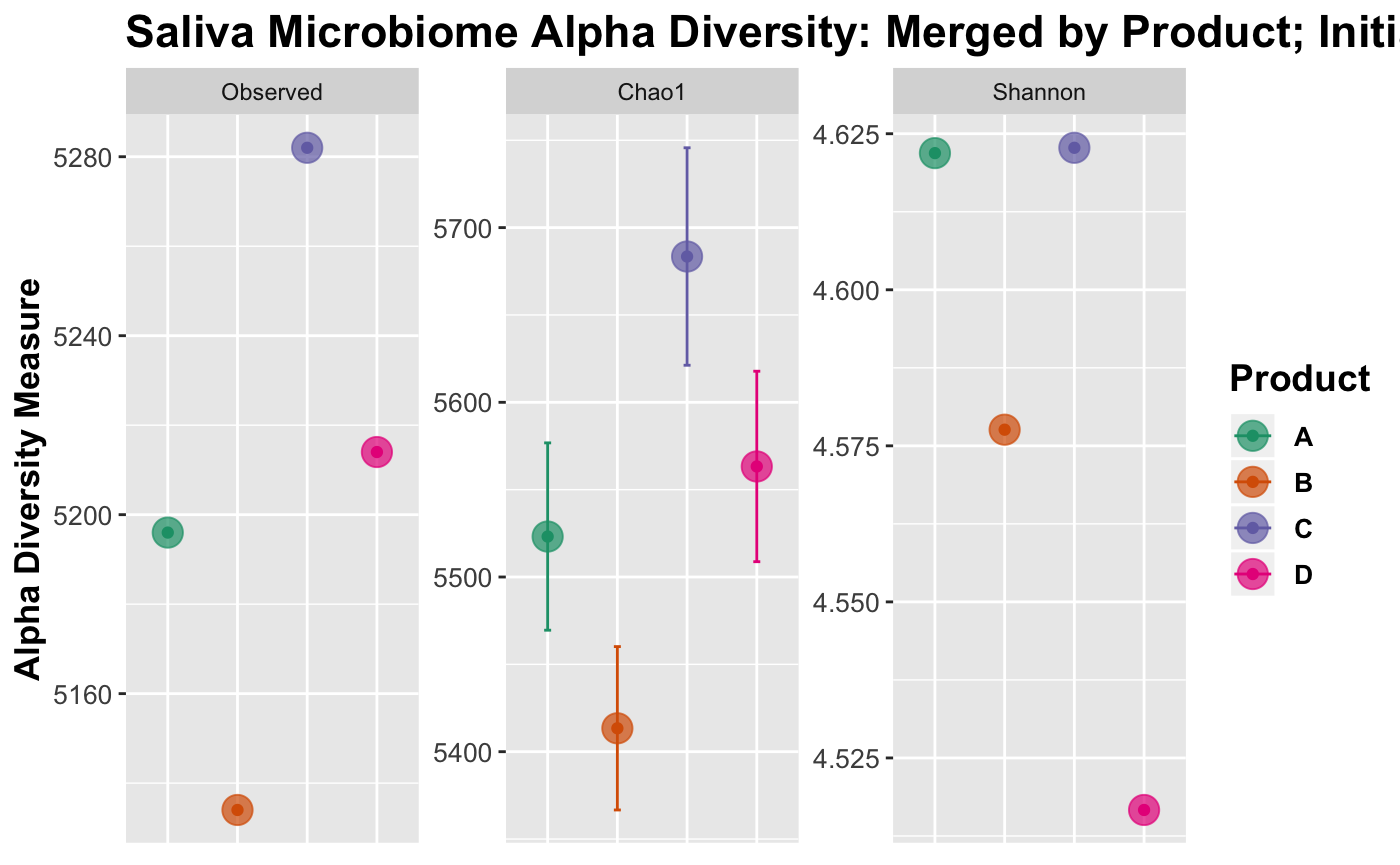 Saliva Microbiome Alpha Diversity: Merged by Product; Initi
Observed
Chao1
Shannon
Alpha Diversity Measure
5280
5240
5200
5160
5700
5600
5500
5400
4.625
4.600
4.575
4.550
4.525
Product
A
B
C
D